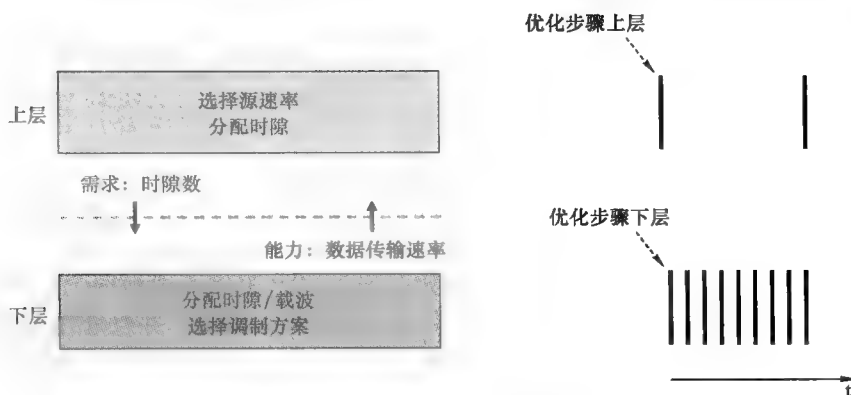 优化步骤上层
上层
选择源速率
分配时隙
需求：时隙数
能力：数据传输速率
优化步骤下层
下层
分配时隙/载波
选择调制方案
t